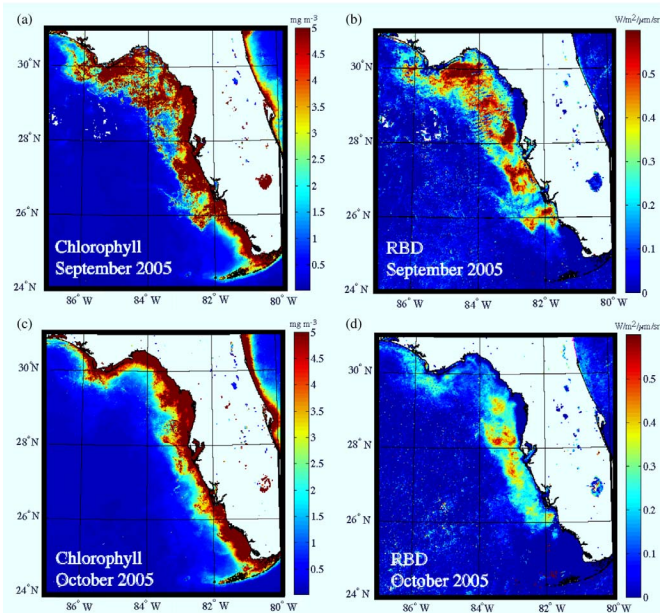 (a)
mg m-3
5
4.5
4
3.5
3
2.5
2
1.5
1
0.5
30° N
28° N
26° N
24° N
86° W
84° W
82° W
80° W
Chlorophyll
September 2005
(b)
W/m²/μm/sr
0.5
0.4
0.3
0.2
0.1
0
30° N
28° N
26° N
24° N
86° W
84° W
82° W
80° W
RBD
September 2005
(c)
mg m-3
5
4.5
4
3.5
3
2.5
2
1.5
1
0.5
30° N
28° N
26° N
24° N
86° W
84° W
82° W
80° W
Chlorophyll
October 2005
(d)
W/m²/μm/sr
0.5
0.4
0.3
0.2
0.1
0
30° N
28° N
26° N
24° N
86° W
84° W
82° W
80° W
RBD
October 2005